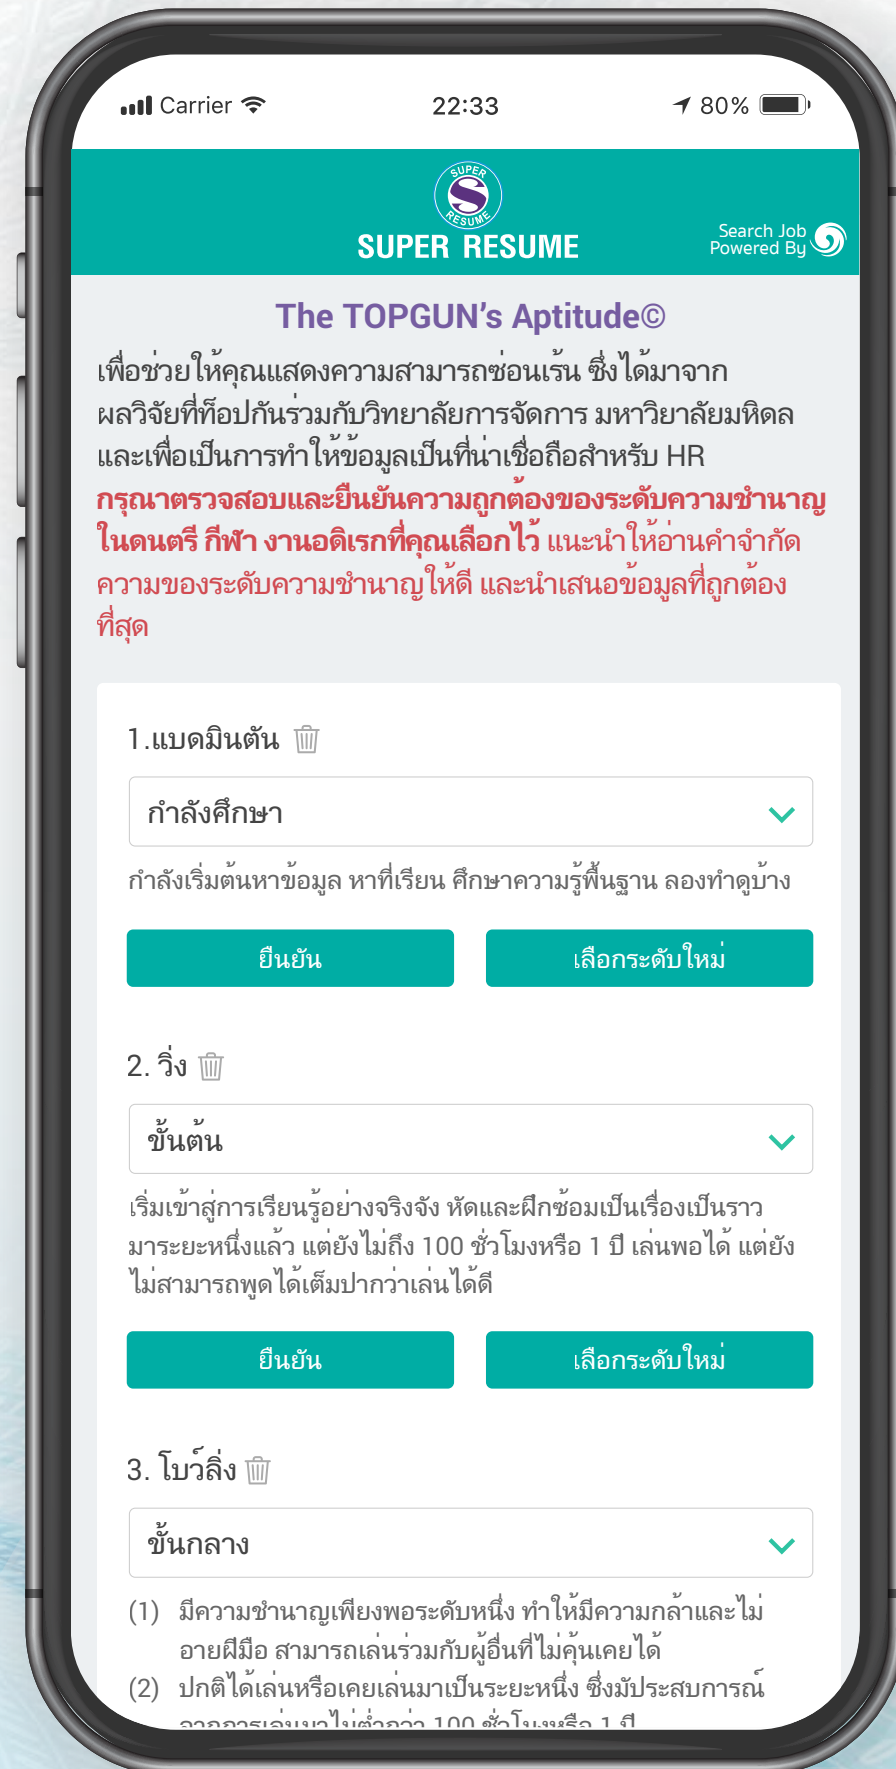 Carrier
22:33
80%
SUPER
RESUME
SUPER RESUME
Search Job
Powered By
The TOPGUN's Aptitude©
เพื่อช่วยให้คุณแสดงความสามารถซ่อนเร้น ซึ่งได้มาจาก
ผลวิจัยที่ท็อปกันร่วมกับวิทยาลัยการจัดการ มหาวิยาลัยมหิดล
และเพื่อเป็นการทำให้ข้อมูลเป็นที่น่าเชื่อถือสำหรับ HR
กรุณาตรวจสอบและยืนยันความถูกต้องของระดับความชำนาญ
ในดนตรี กีฬา งานอดิเรกที่คุณเลือกไว้ แนะนำให้อ่านคำจำกัด
ความของระดับความชำนาญให้ดี และนำเสนอข้อมูลที่ถูกต้อง
ที่สุด
1.แบดมินตัน
กำลังศึกษา
กำลังเริ่มต้นหาข้อมูล หาที่เรียน ศึกษาความรู้พื้นฐาน ลองทำดูบ้าง
ยืนยัน
เลือกระดับใหม่
2. วิ่ง
ขั้นต้น
เริ่มเข้าสู่การเรียนรู้อย่างจริงจัง หัดและฝึกซ้อมเป็นเรื่องเป็นราว
มาระยะหนึ่งแล้ว แต่ยังไม่ถึง 100 ชั่วโมงหรือ 1 ปี เล่นพอได้ แต่ยัง
ไม่สามารถพูดได้เต็มปากว่าเล่นได้ดี
ยืนยัน
เลือกระดับใหม่
3. โบว์ลิ่ง
ขั้นกลาง
(1) มีความชำนาญเพียงพอระดับหนึ่ง ทำให้มีความกล้าและไม่
อายฝีมือ สามารถเล่นร่วมกับผู้อื่นที่ไม่คุ้นเคยได้
(2) ปกติได้เล่นหรือเคยเล่นมาเป็นระยะหนึ่ง ซึ่งมัประสบการณ์
จากการเล่นมาไม่ต่ำกว่า 100 ชั่วโมงหรือ 1 ปี